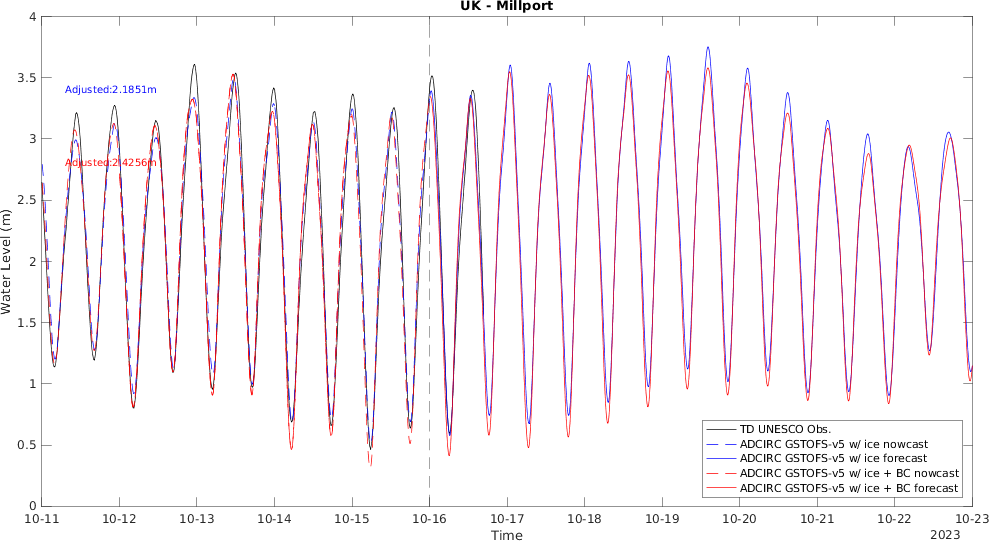 UK - Millport
4
3.5
3
2.5
2
1.5
1
0.5
0
Water Level (m)
Adjusted:2.1851m
Adjusted:2.4256m
TD UNESCO Obs.
ADCIRC GSTOFS-v5 w/ ice nowcast
ADCIRC GSTOFS-v5 w/ ice forecast
ADCIRC GSTOFS-v5 w/ ice + BC nowcast
ADCIRC GSTOFS-v5 w/ ice + BC forecast
10-11 10-12 10-13 10-14 10-15 10-16 10-17 10-18 10-19 10-20 10-21 10-22 10-23
Time
2023